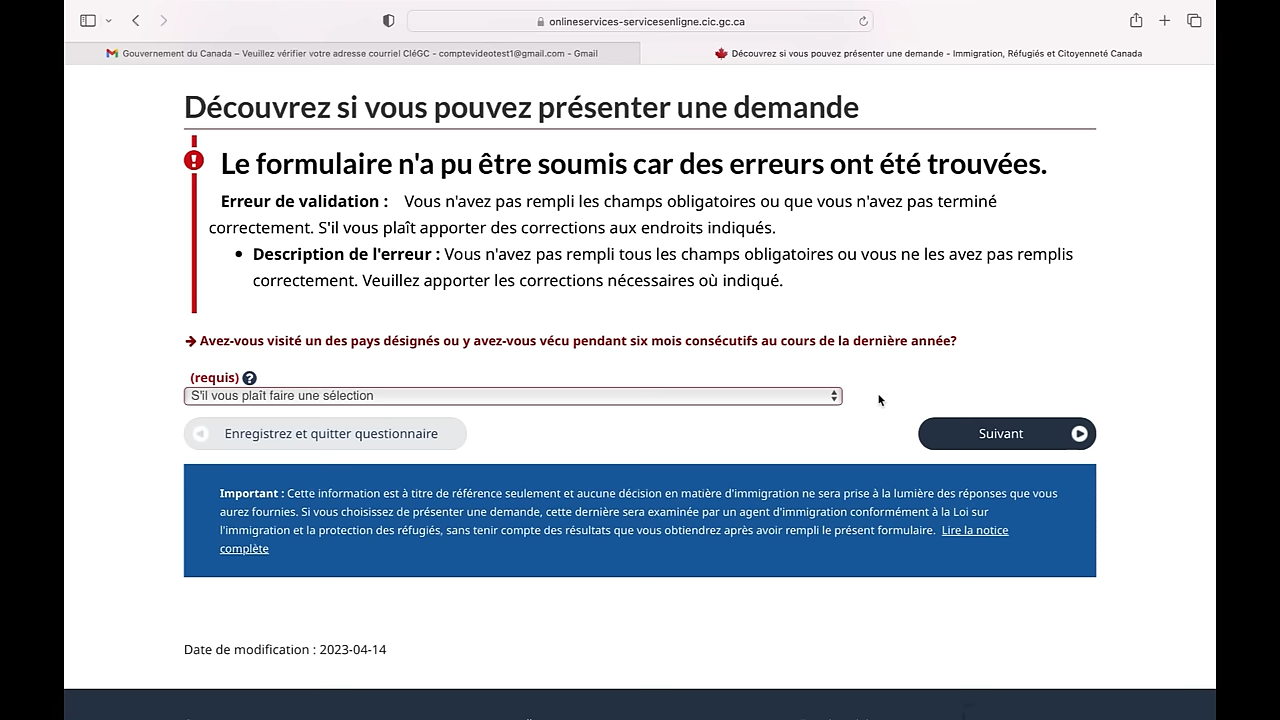 onlineservices-servicesenligne.cic.gc.ca
Gouvernement du Canada – Veuillez vérifier votre adresse courriel CléGC - comptevideotest1@gmail.com - Gmail
Découvrez si vous pouvez présenter une demande - Immigration, Réfugiés et Citoyenneté Canada
Découvrez si vous pouvez présenter une demande
Le formulaire n'a pu être soumis car des erreurs ont été trouvées.
Erreur de validation : Vous n'avez pas rempli les champs obligatoires ou que vous n'avez pas terminé
correctement. S'il vous plaît apporter des corrections aux endroits indiqués.
• Description de l'erreur : Vous n'avez pas rempli tous les champs obligatoires ou vous ne les avez pas remplis
correctement. Veuillez apporter les corrections nécessaires où indiqué.
Avez-vous visité un des pays désignés ou y avez-vous vécu pendant six mois consécutifs au cours de la dernière année?
(requis) ?
S'il vous plaît faire une sélection
Enregistrez et quitter questionnaire
Suivant
Important : Cette information est à titre de référence seulement et aucune décision en matière d'immigration ne sera prise à la lumière des réponses que vous
aurez fournies. Si vous choisissez de présenter une demande, cette dernière sera examinée par un agent d'immigration conformément à la Loi sur
l'immigration et la protection des réfugiés, sans tenir compte des résultats que vous obtiendrez après avoir rempli le présent formulaire. Lire la notice
complète
Date de modification : 2023-04-14